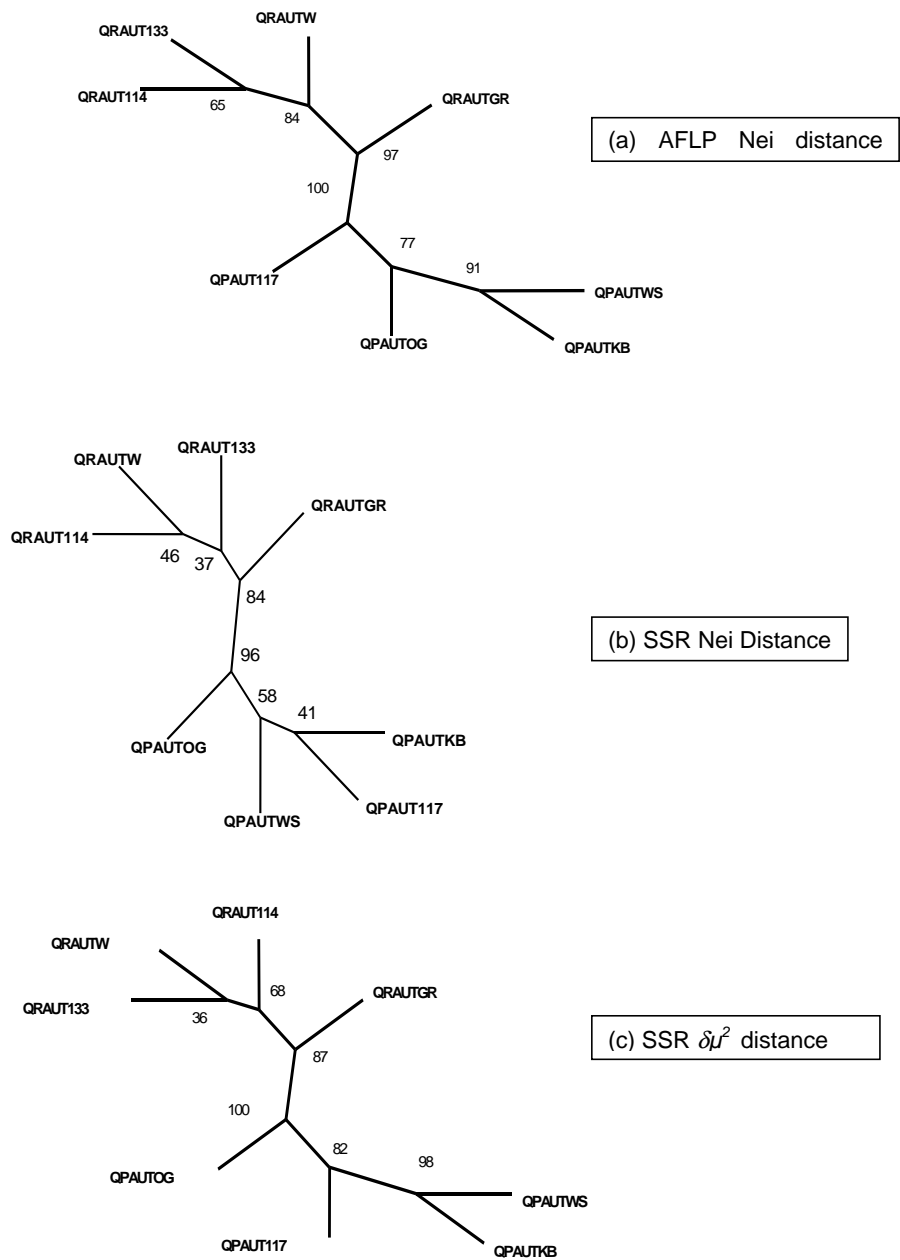 QRAUTW
QRAUT133
QRAUT114
65
84
QRAUTGR
97
(a) AFLP Nei distance
100
77
QPAUT117
91
QPAUTWS
QPAUTOG
QPAUTKB
QRAUT133
QRAUTW
QRAUTGR
QRAUT114
46
37
84
(b) SSR Nei Distance
96
58
41
QPAUTOG
QPAUTKB
QPAUT117
QPAUTWS
QRAUT114
QRAUTW
68
QRAUTGR
QRAUT133
36
87
(c) SSR δμ² distance
100
82
98
QPAUTOG
QPAUTWS
QPAUT117
QPAUTKB